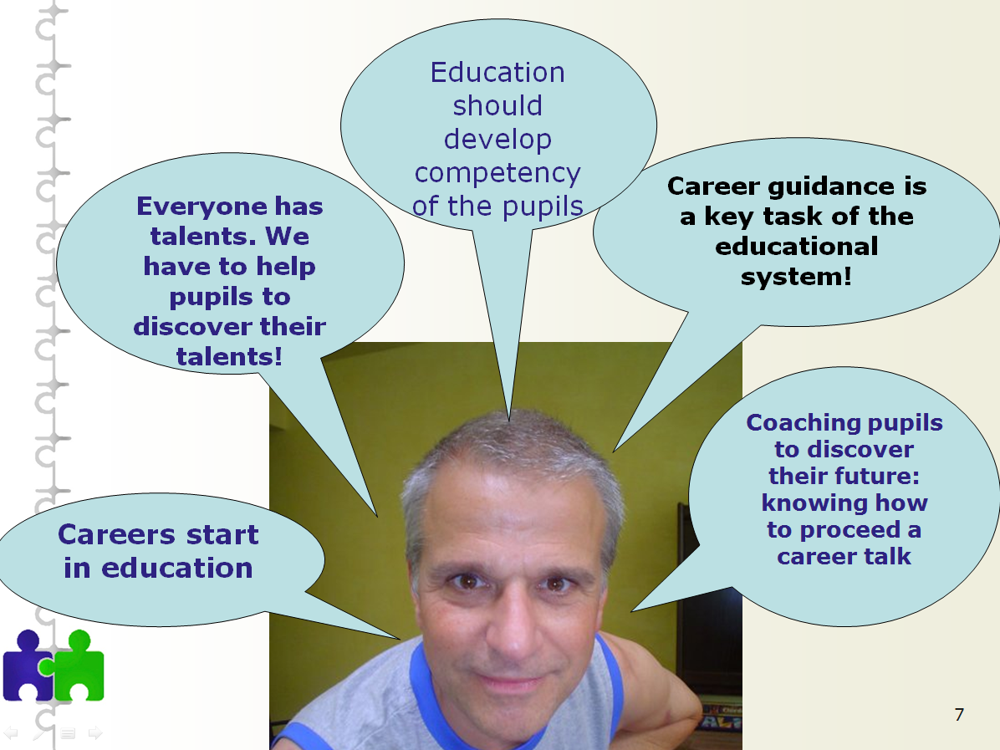 Education
should
develop
competency
of the pupils
Everyone has
talents. We
have to help
pupils to
discover their
talents!
Career guidance is
a key task of the
educational
system!
Coaching pupils
to discover
their future:
knowing how
to proceed a
career talk
Careers start
in education
7